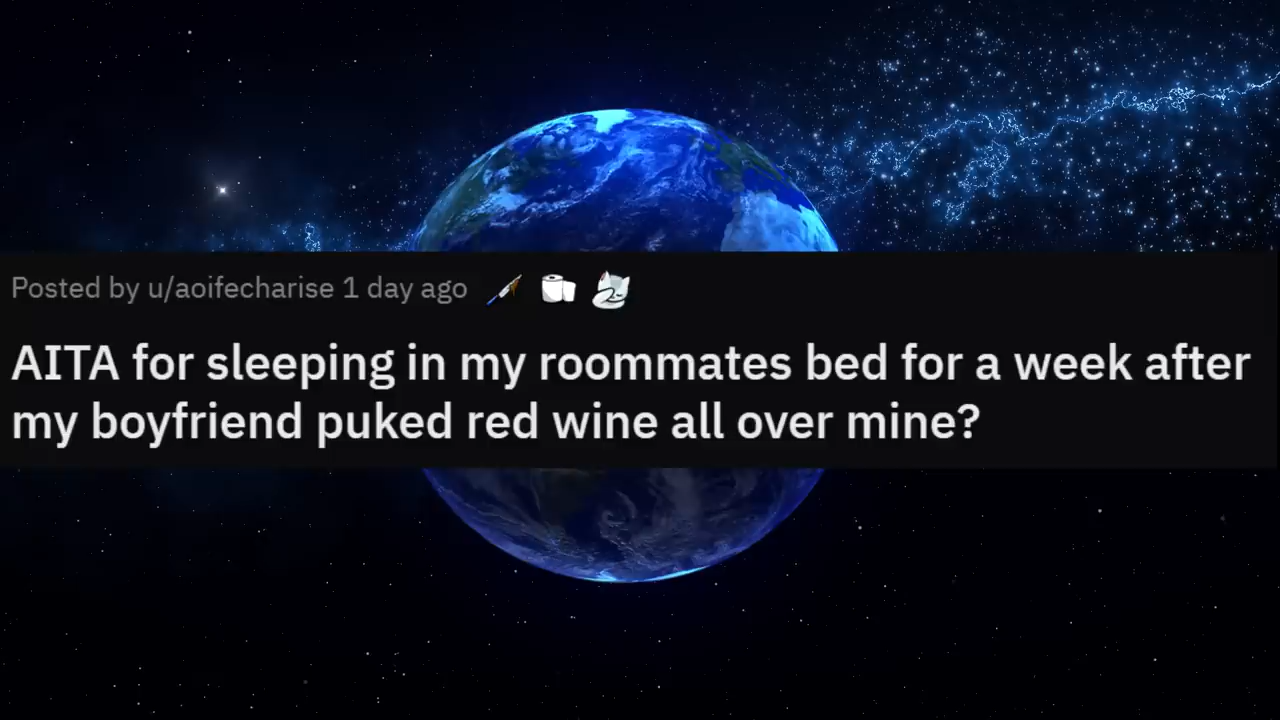 Posted by u/aoifecharise 1 day ago
AITA for sleeping in my roommates bed for a week after
my boyfriend puked red wine all over mine?